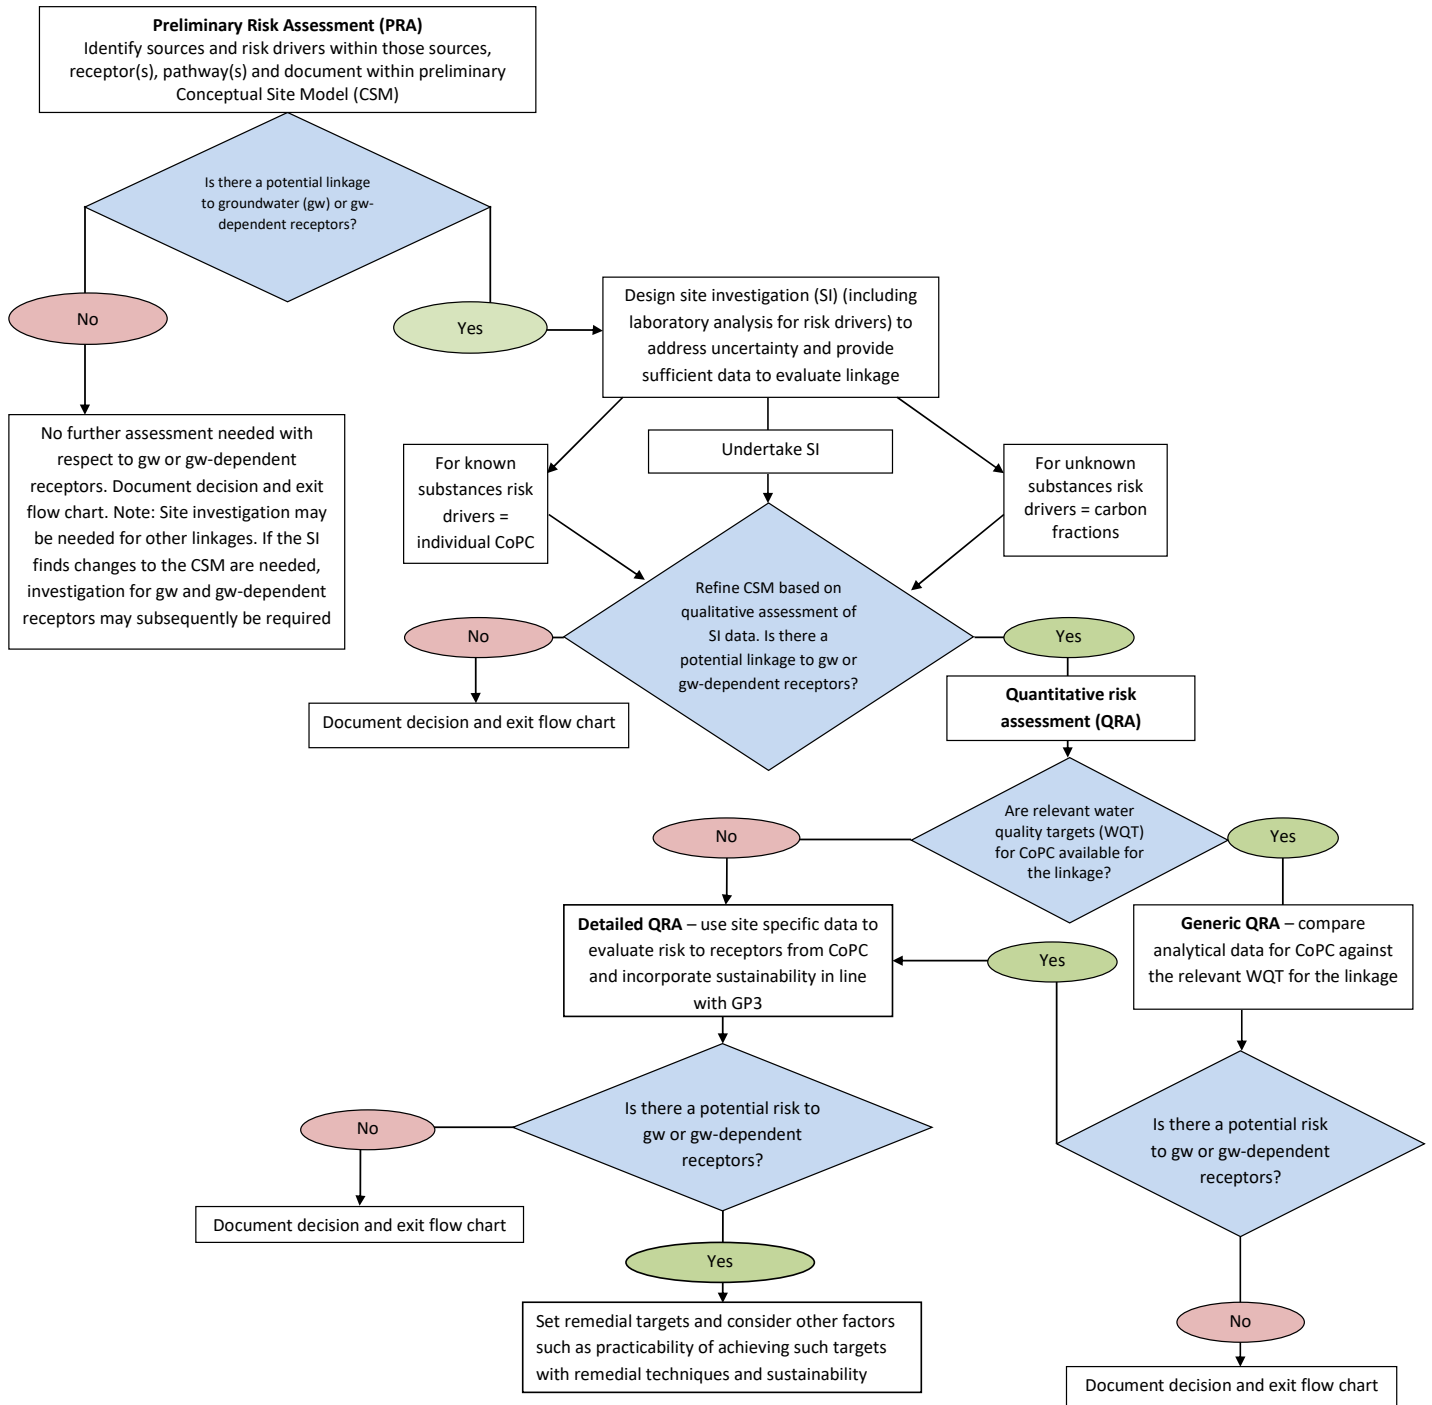 Preliminary Risk Assessment (PRA)
Identify sources and risk drivers within those sources,
receptor(s), pathway(s) and document within preliminary
Conceptual Site Model (CSM)
Is there a potential linkage
to groundwater (gw) or gw-
dependent receptors?
No
Yes
Design site investigation (SI) (including
laboratory analysis for risk drivers) to
address uncertainty and provide
sufficient data to evaluate linkage
No further assessment needed with
respect to gw or gw-dependent
receptors. Document decision and exit
flow chart. Note: Site investigation may
be needed for other linkages. If the SI
finds changes to the CSM are needed,
investigation for gw and gw-dependent
receptors may subsequently be required
For known
substances risk
drivers =
individual CoPC
Undertake SI
For unknown
substances risk
drivers = carbon
fractions
Refine CSM based on
qualitative assessment of
SI data. Is there a
potential linkage to gw or
gw-dependent receptors?
No
Document decision and exit flow chart
Yes
Quantitative risk
assessment (QRA)
Are relevant water
quality targets (WQT)
for CoPC available for
the linkage?
No
Yes
Detailed QRA – use site specific data to
evaluate risk to receptors from CoPC
and incorporate sustainability in line
with GP3
Yes
Generic QRA – compare
analytical data for CoPC against
the relevant WQT for the linkage
Is there a potential risk to
gw or gw-dependent
receptors?
Is there a potential risk
to gw or gw-dependent
receptors?
No
Document decision and exit flow chart
Yes
Set remedial targets and consider other factors
such as practicability of achieving such targets
with remedial techniques and sustainability
No
Document decision and exit flow chart